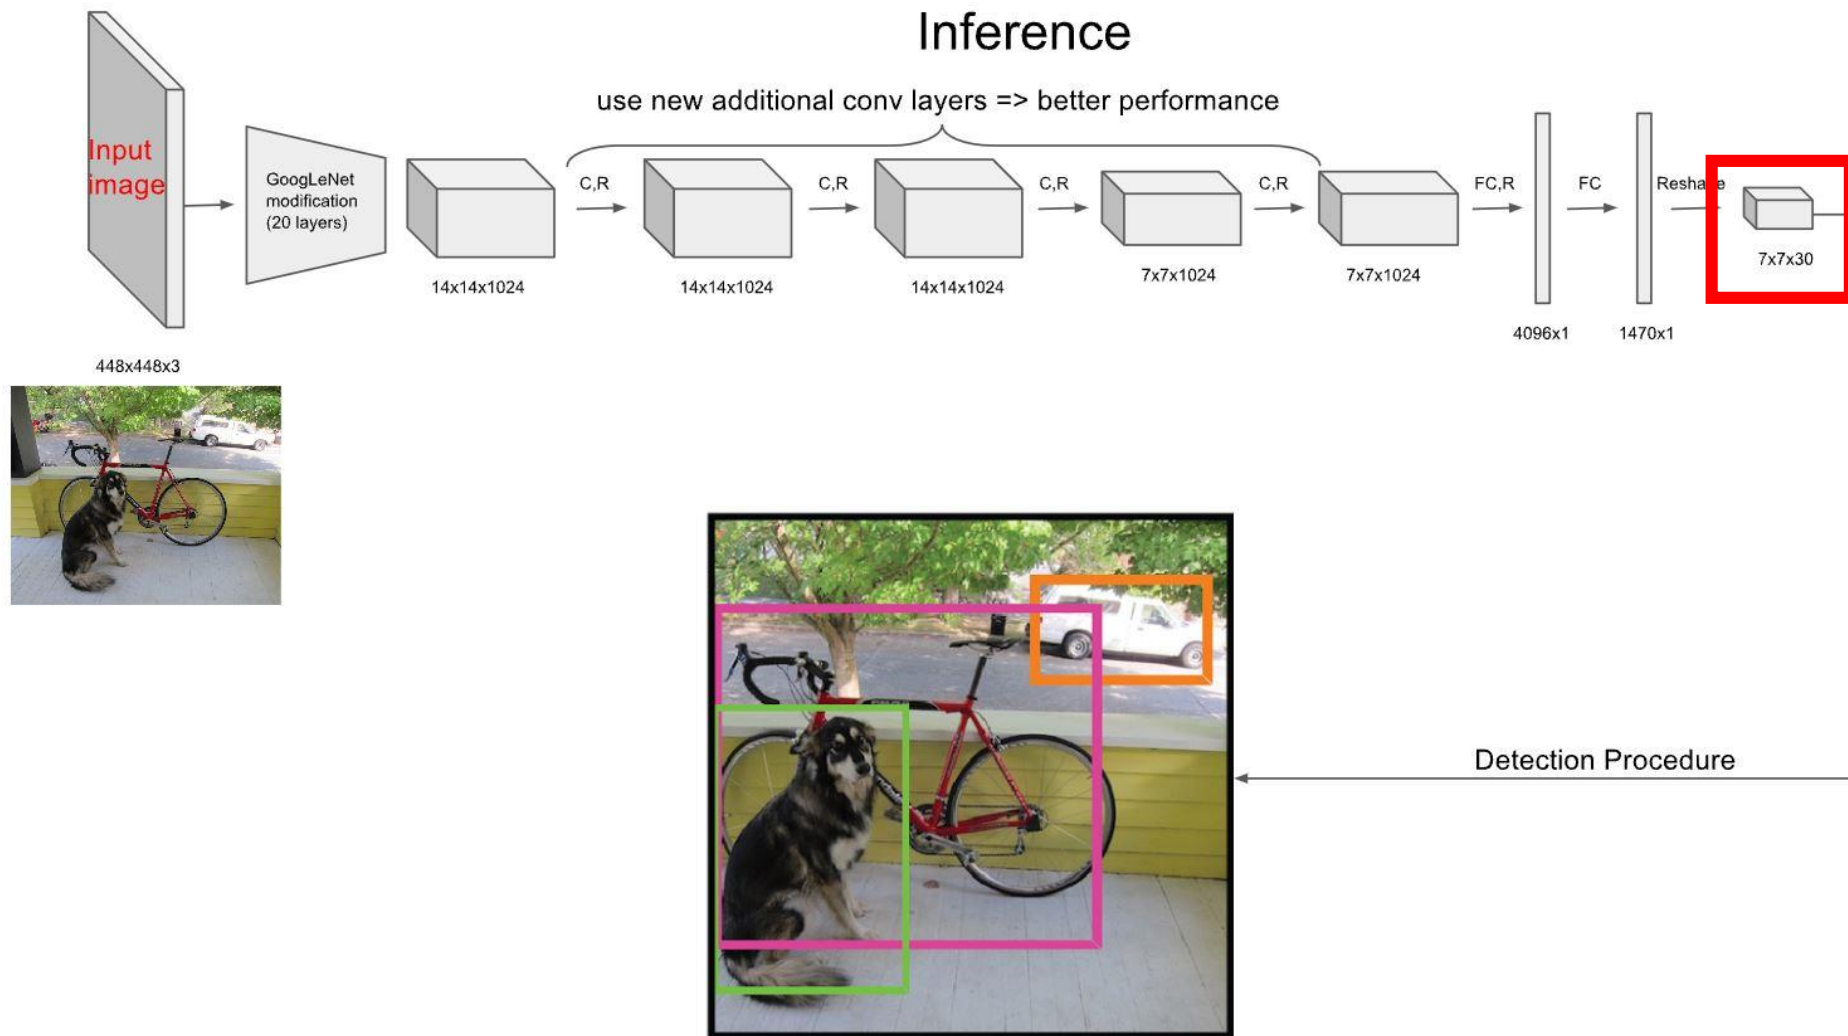 Inference
use new additional conv layers => better performance
Input
image
GoogLeNet
modification
(20 layers)
C,R
C,R
C,R
C,R
FC,R
FC
Reshape
14x14x1024
14x14x1024
14x14x1024
7x7x1024
7x7x1024
7x7x30
4096x1
1470x1
448x448x3
Detection Procedure